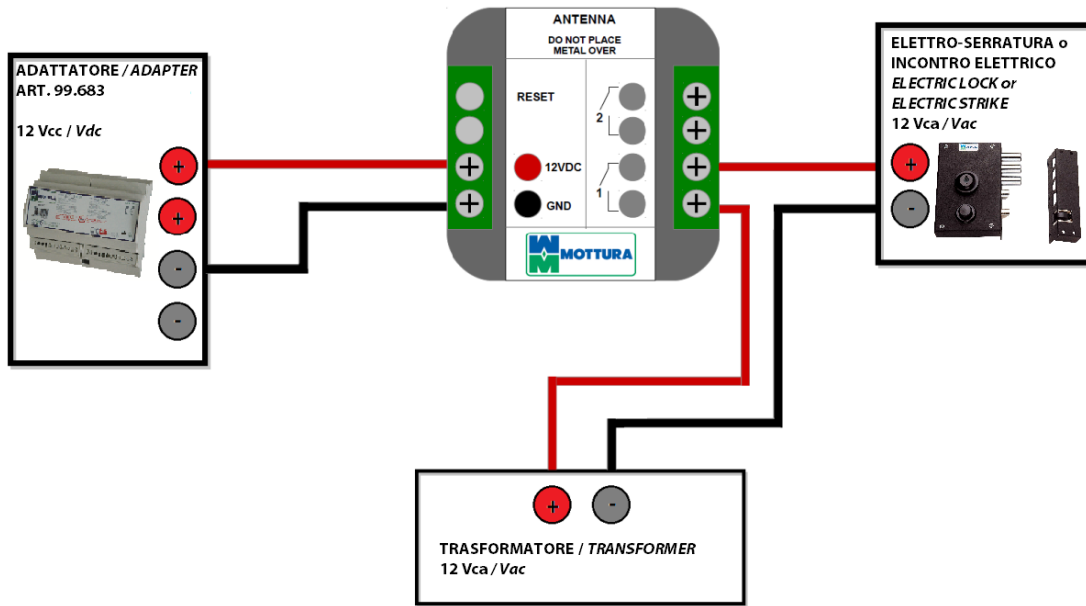 ADATTATORE / ADAPTER
ART. 99.683
12 Vcc / Vdc
+
+
-
-
ANTENNA
DO NOT PLACE
METAL OVER
RESET
2
12VDC
1
GND
MOTTURA
ELETTRO-SERRATURA o
INCONTRO ELETTRICO
ELECTRIC LOCK or
ELECTRIC STRIKE
12 Vca / Vac
+
-
+ -
TRASFORMATORE / TRANSFORMER
12 Vca / Vac